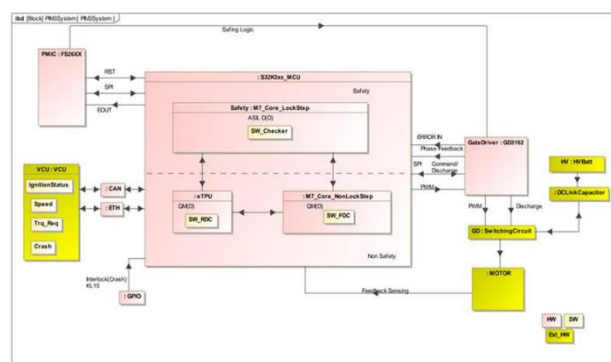 ibd [Block] PIM3System[ PIM3System ]
Safing Logic
PMIC : FS26XX
RST
SPI
EOUT
: S32K3xx_MCU
Safety
Safety : M7_Core_LockStep
ASIL D(D)
SW_Checker
: eTPU
QM(D)
SW_RDC
: M7_Core_NonLockStep
QM(D)
SW_FOC
Non Safety
VCU : VCU
IgnitionStatus
Speed
Trq_Req
Crash
: CAN
: ETH
Interlock(Crash)
KL15
: GPIO
ERROR IN
Phase Feedback
SPI
Command/
Discharge
PWM
GateDriver : GD3162
HV : HVBatt
: DCLinkCapacitor
PWM
Discharge
GD : SwitchingCircuit
: MOTOR
Feedback Sensing
HW
SW
Ext_HW